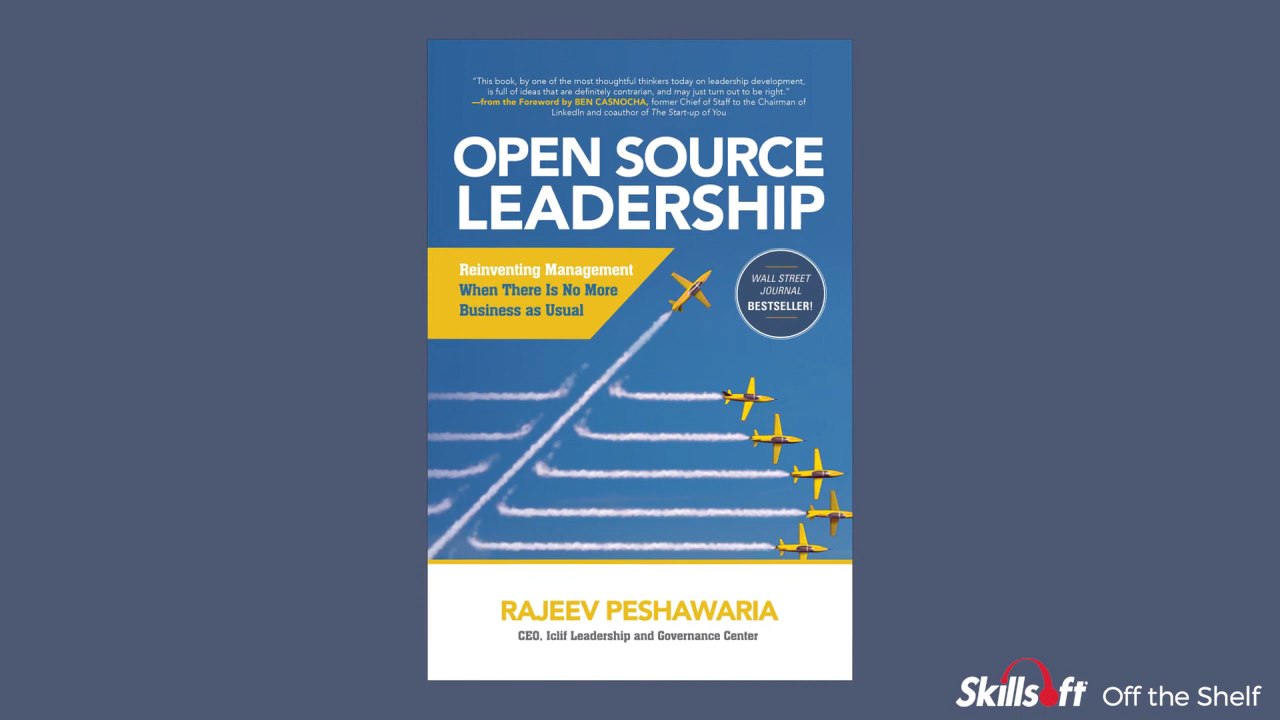 "This book, by one of the most thoughtful thinkers today on leadership development,
is full of ideas that are definitely contrarian, and may just turn out to be right."
—from the Foreword by BEN CASNOCHA, former Chief of Staff to the Chairman of
LinkedIn and coauthor of The Start-up of You
OPEN SOURCE
LEADERSHIP
Reinventing Management
When There Is No More
Business as Usual
WALL STREET
JOURNAL
BESTSELLER!
RAJEEV PESHAWARIA
CEO, Iclif Leadership and Governance Center
Skillsoft Off the Shelf